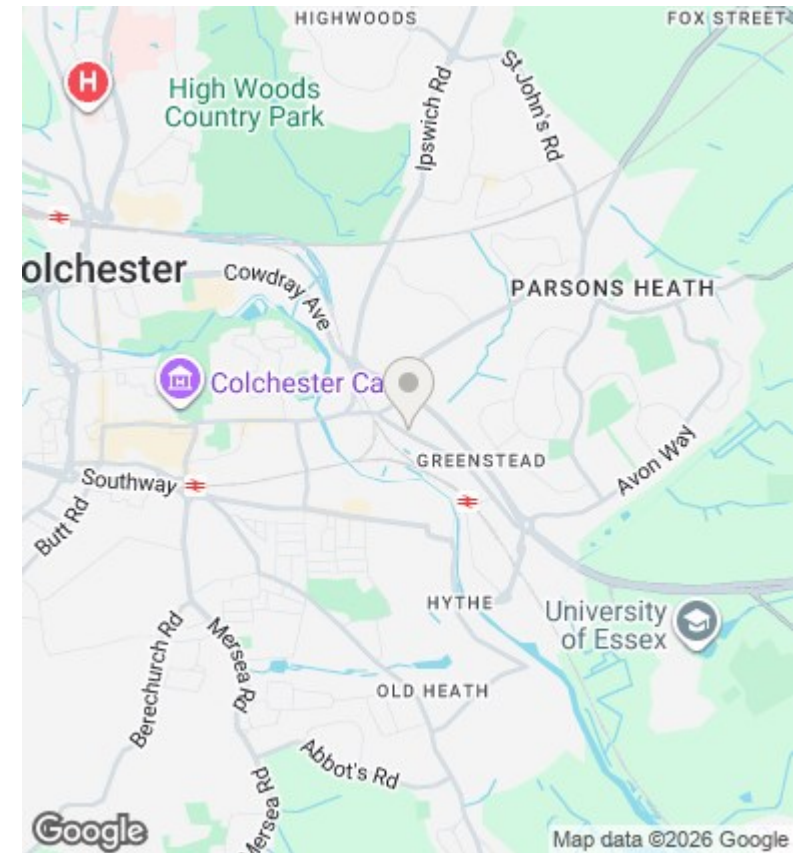 HIGHWOODS
FOX STREET
H
High Woods
Country Park
Ipswich Rd
St John's Rd
olchester
Cowdray Ave
PARSONS HEATH
Colchester Ca
GREENSTEAD
Avon Way
Southway
Butt Rd
HYTHE
University
of Essex
Berechurch Rd
Mersea Rd
OLD HEATH
Abbot's Rd
Mersea Rd
Google
Map data ©2026 Google